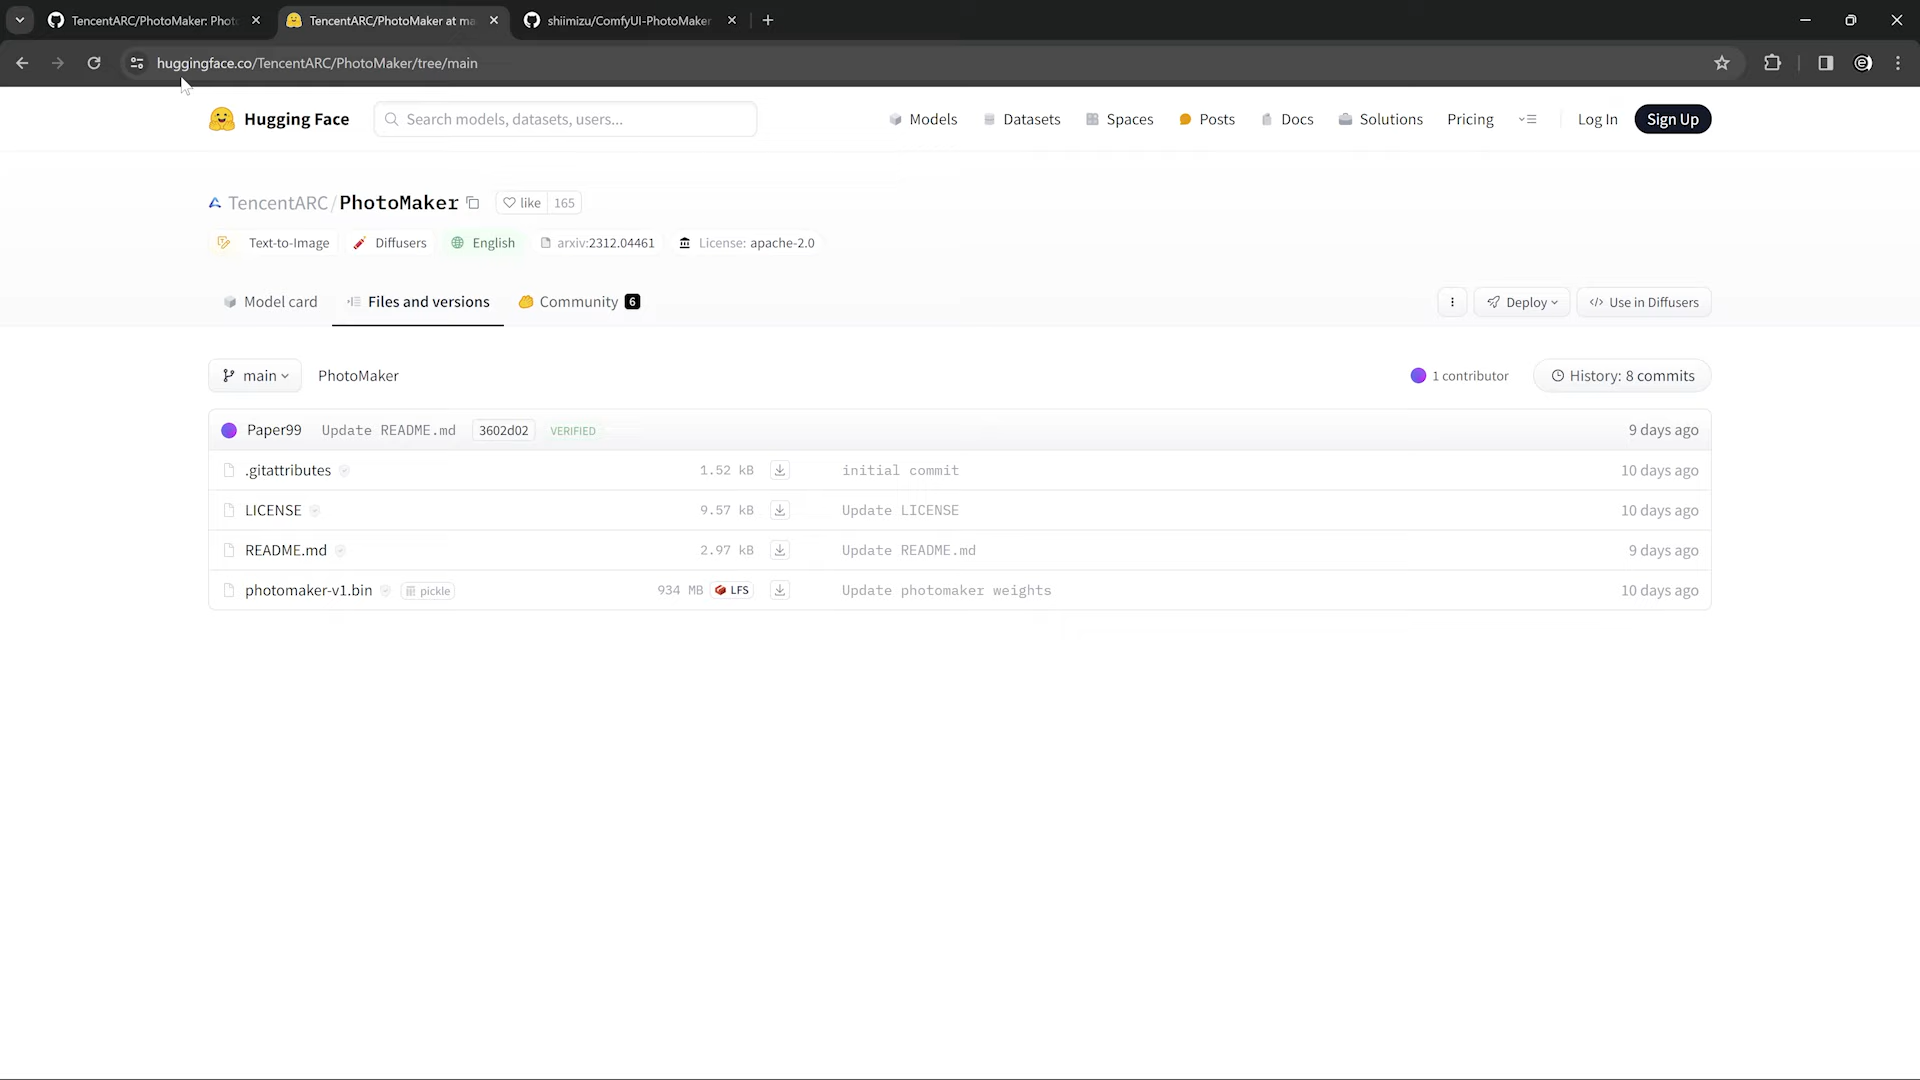 TencentARC/PhotoMaker: Phot
TencentARC/PhotoMaker at ma
shiimizu/ComfyUI-PhotoMaker
huggingface.co/TencentARC/PhotoMaker/tree/main
Hugging Face
Search models, datasets, users...
Models
Datasets
Spaces
Posts
Docs
Solutions
Pricing
Log In
Sign Up
TencentARC/PhotoMaker
like 165
Text-to-Image
Diffusers
English
arxiv:2312.04461
License: apache-2.0
Model card
Files and versions
Community 6
Deploy
Use in Diffusers
main
PhotoMaker
1 contributor
History: 8 commits
Paper99 Update README.md 3602d02 VERIFIED 9 days ago
.gitattributes 1.52 kB initial commit 10 days ago
LICENSE 9.57 kB Update LICENSE 10 days ago
README.md 2.97 kB Update README.md 9 days ago
photomaker-v1.bin pickle 934 MB LFS Update photomaker weights 10 days ago